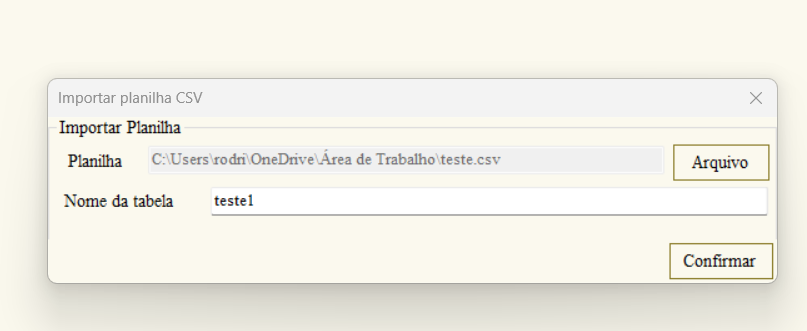 Importar planilha CSV
Importar Planilha
Planilha C:\Users\rodri\OneDrive\Área de Trabalho\teste.csv Arquivo
Nome da tabela teste1
Confirmar